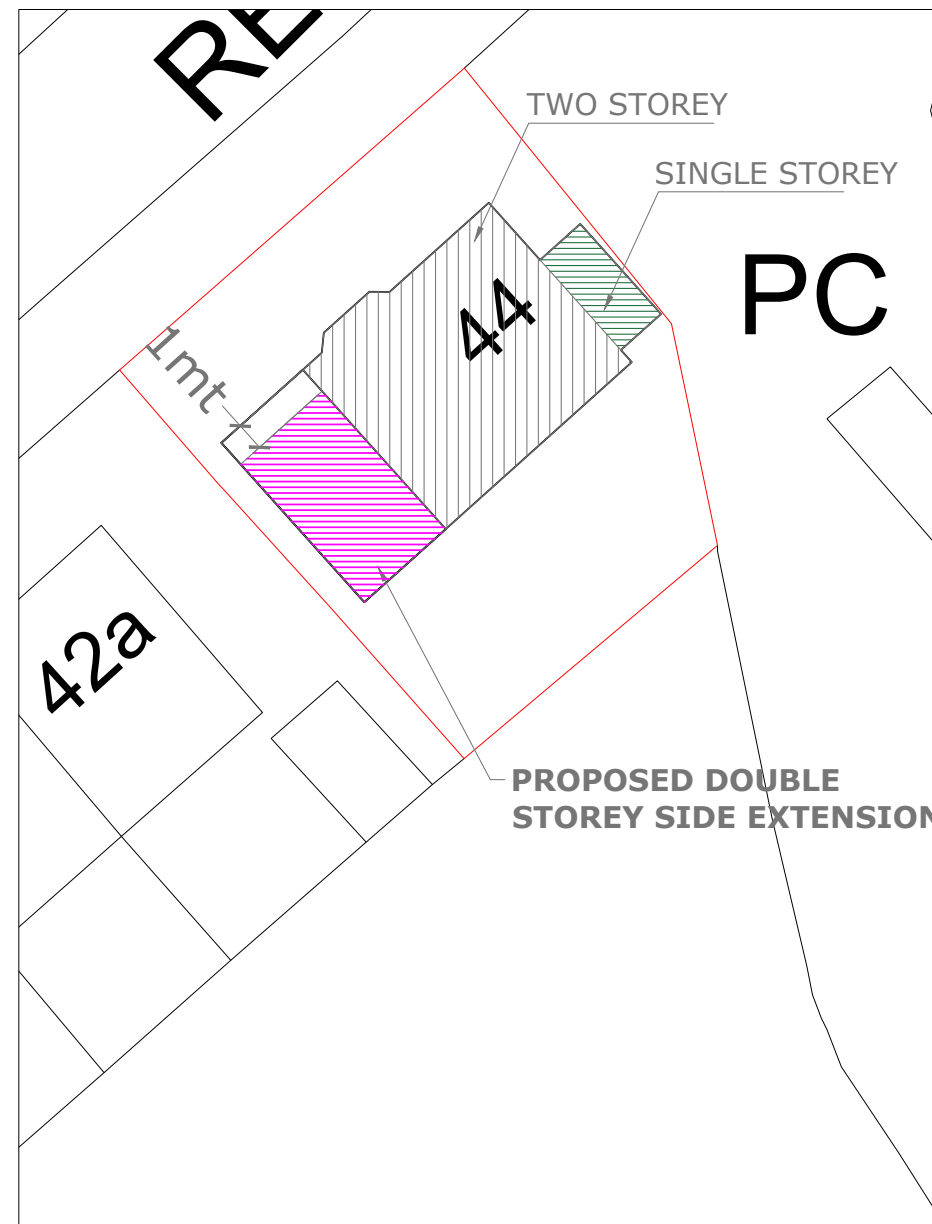 RE
TWO STOREY
SINGLE STOREY
PC
44
1mt
42a
PROPOSED DOUBLE
STOREY SIDE EXTENSION